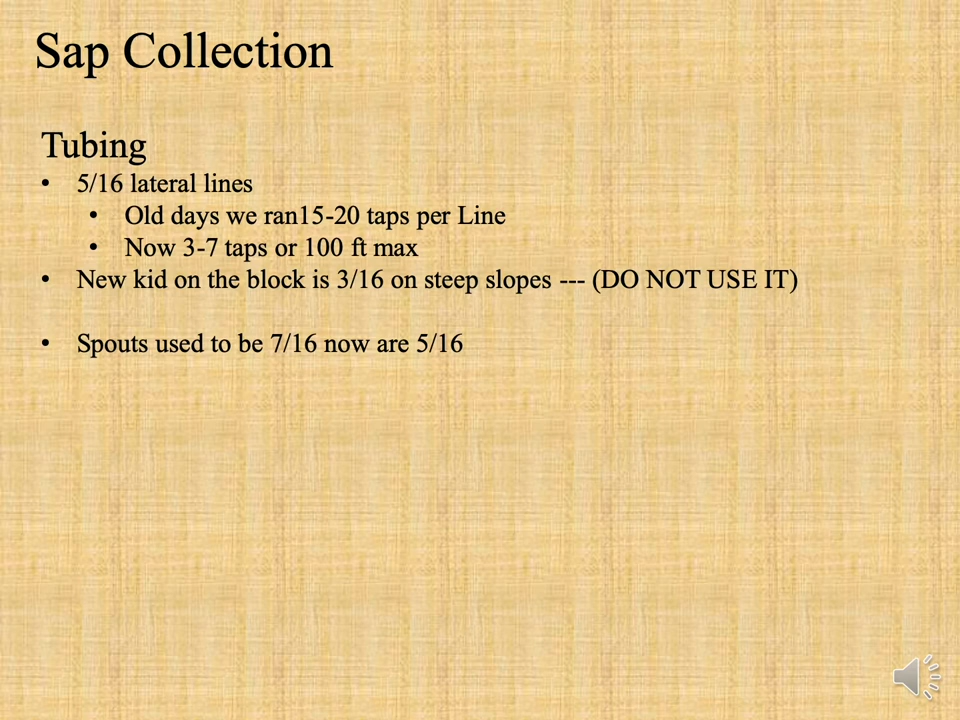 Sap Collection
Tubing
• 5/16 lateral lines
• Old days we ran15-20 taps per Line
• Now 3-7 taps or 100 ft max
• New kid on the block is 3/16 on steep slopes --- (DO NOT USE IT)
• Spouts used to be 7/16 now are 5/16